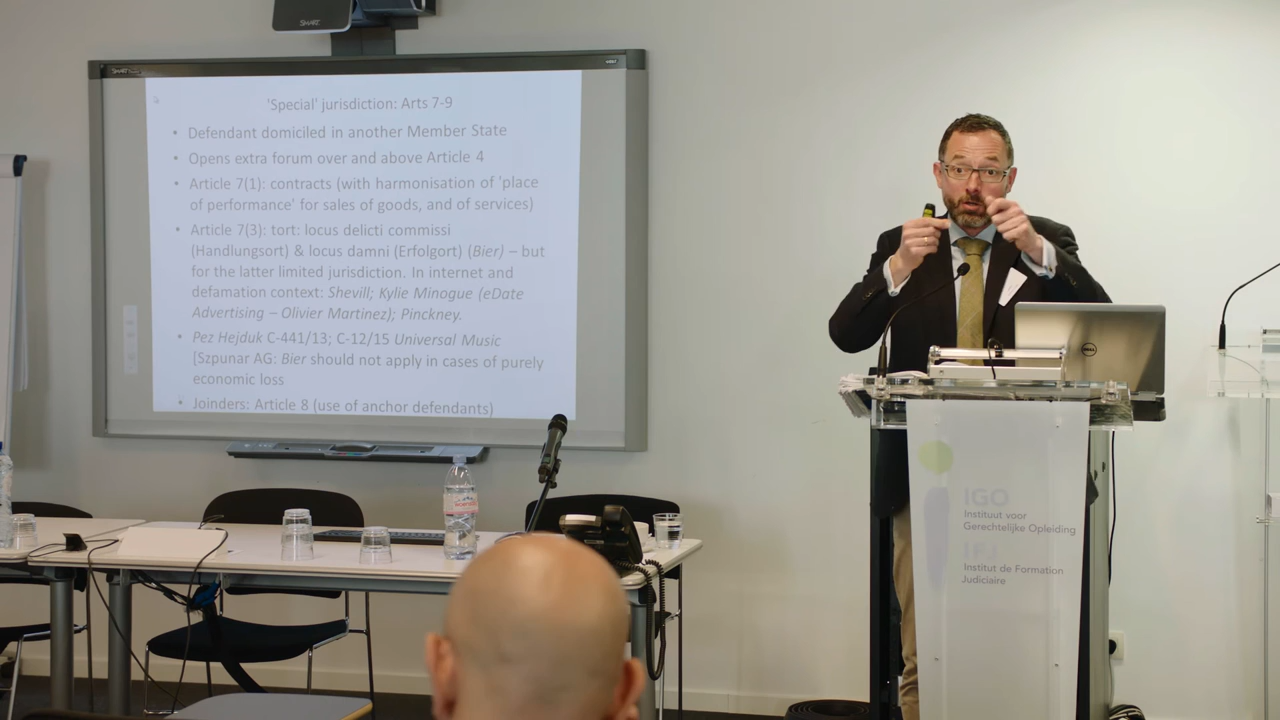 SMART
SMART
'Special' jurisdiction: Arts 7-9
• Defendant domiciled in another Member State
• Opens extra forum over and above Article 4
• Article 7(1): contracts (with harmonisation of 'place
of performance' for sales of goods, and of services)
• Article 7(3): tort: locus delicti commissi
(Handlungsort) & locus damni (Erfolgort) (Bier) – but
for the latter limited jurisdiction. In internet and
defamation context: Shevill; Kylie Minogue (eDate
Advertising – Olivier Martinez); Pinckney.
• Pez Hejduk C-441/13; C-12/15 Universal Music
[Szpunar AG: Bier should not apply in cases of purely
economic loss
• Joinders: Article 8 (use of anchor defendants)
DELL
IGO
Instituut voor
Gerechtelijke Opleiding
IFJ
Institut de Formation
Judiciaire